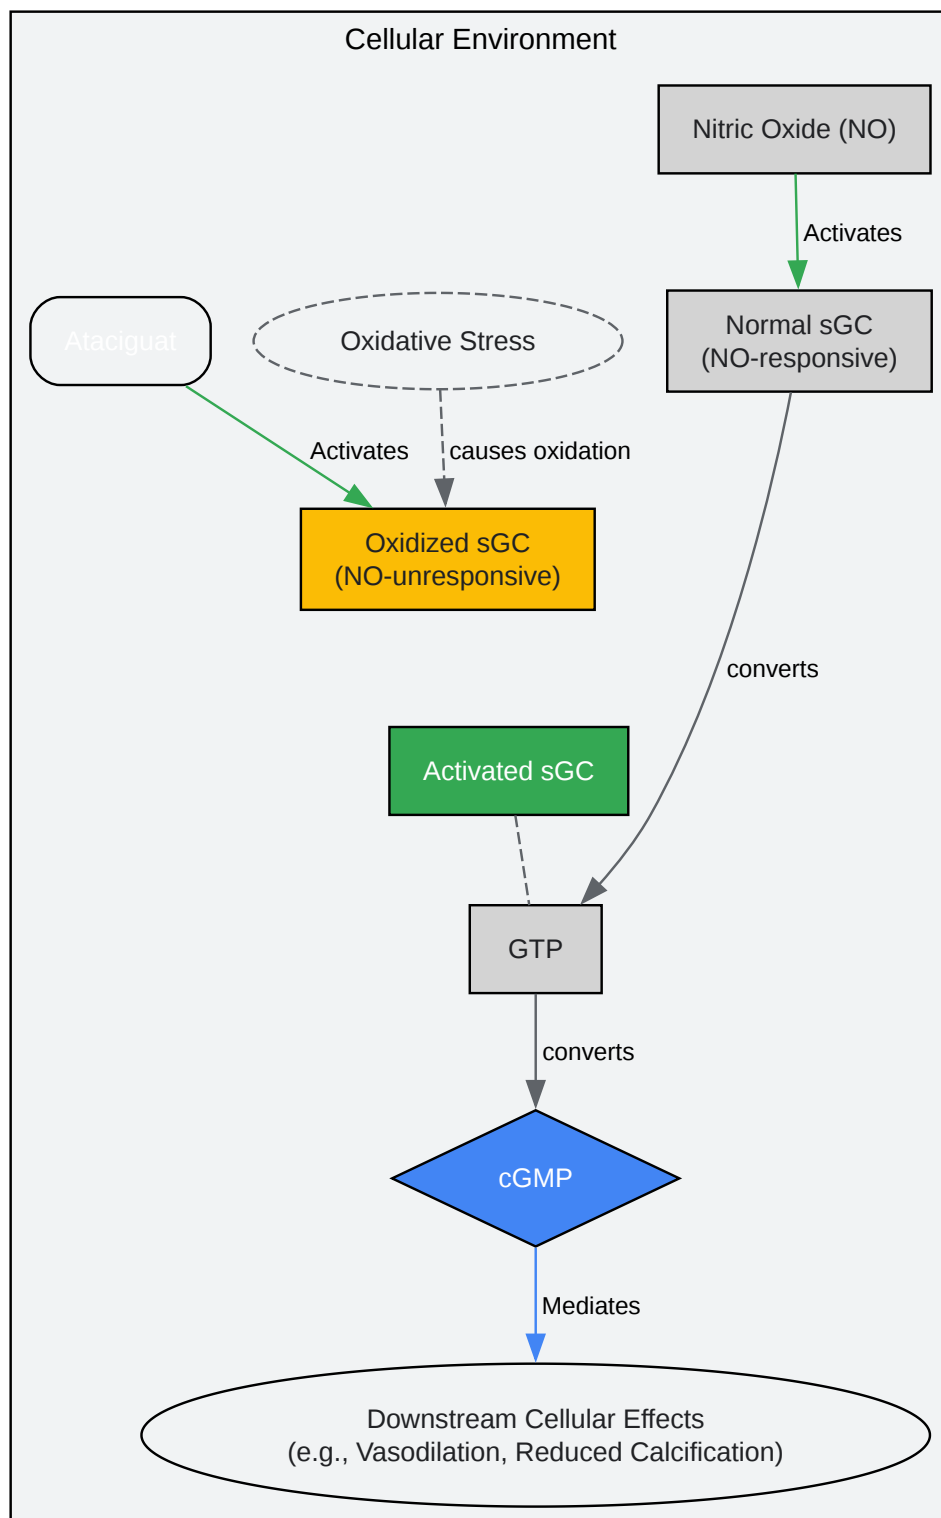 Cellular Environment
Nitric Oxide (NO)
Activates
Ataciguat
Oxidative Stress
Normal sGC
(NO-responsive)
Activates
causes oxidation
Oxidized sGC
(NO-unresponsive)
converts
Activated sGC
GTP
converts
cGMP
Mediates
Downstream Cellular Effects
(e.g., Vasodilation, Reduced Calcification)